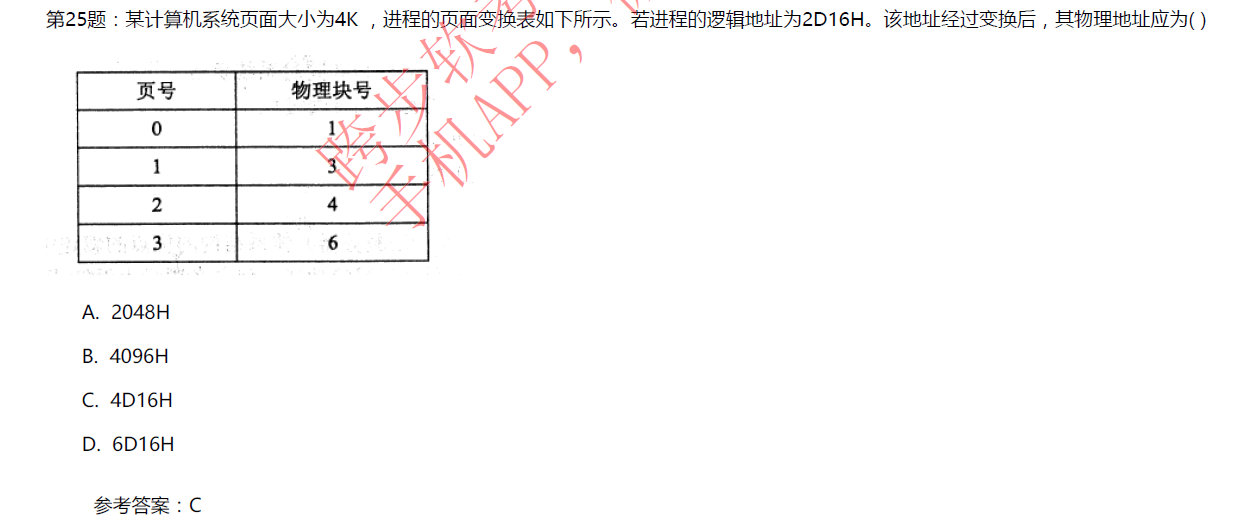 第25题：某计算机系统页面大小为4K ，进程的页面变换表如下所示。若进程的逻辑地址为2D16H。该地址经过变换后，其物理地址应为( )
页号 物理块号
0 1
1 3
2 4
3 6
跨步软考
手机APP，
A. 2048H
B. 4096H
C. 4D16H
D. 6D16H
参考答案：C